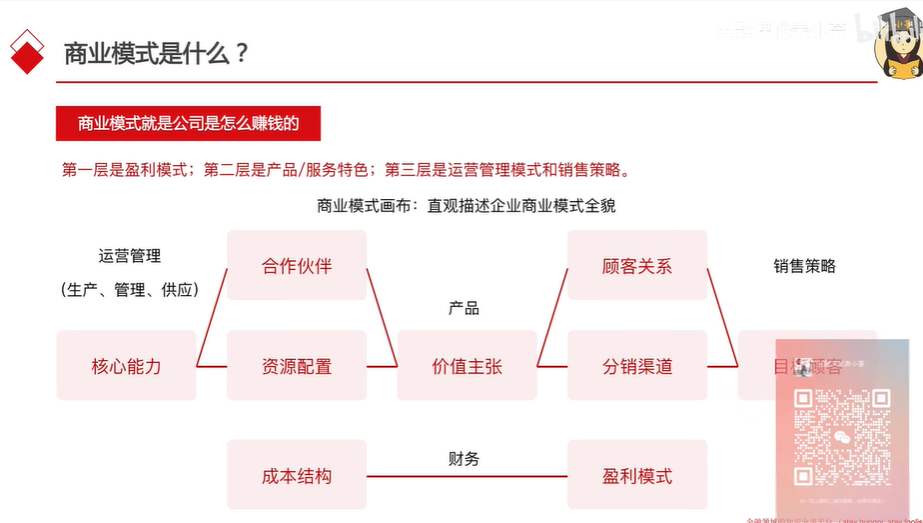 商业模式是什么？
商业模式就是公司是怎么赚钱的
第一层是盈利模式；第二层是产品/服务特色；第三层是运营管理模式和销售策略。
商业模式画布：直观描述企业商业模式全貌
运营管理
（生产、管理、供应）
合作伙伴
顾客关系
销售策略
产品
核心能力
资源配置
价值主张
分销渠道
目标顾客
财务
成本结构
盈利模式